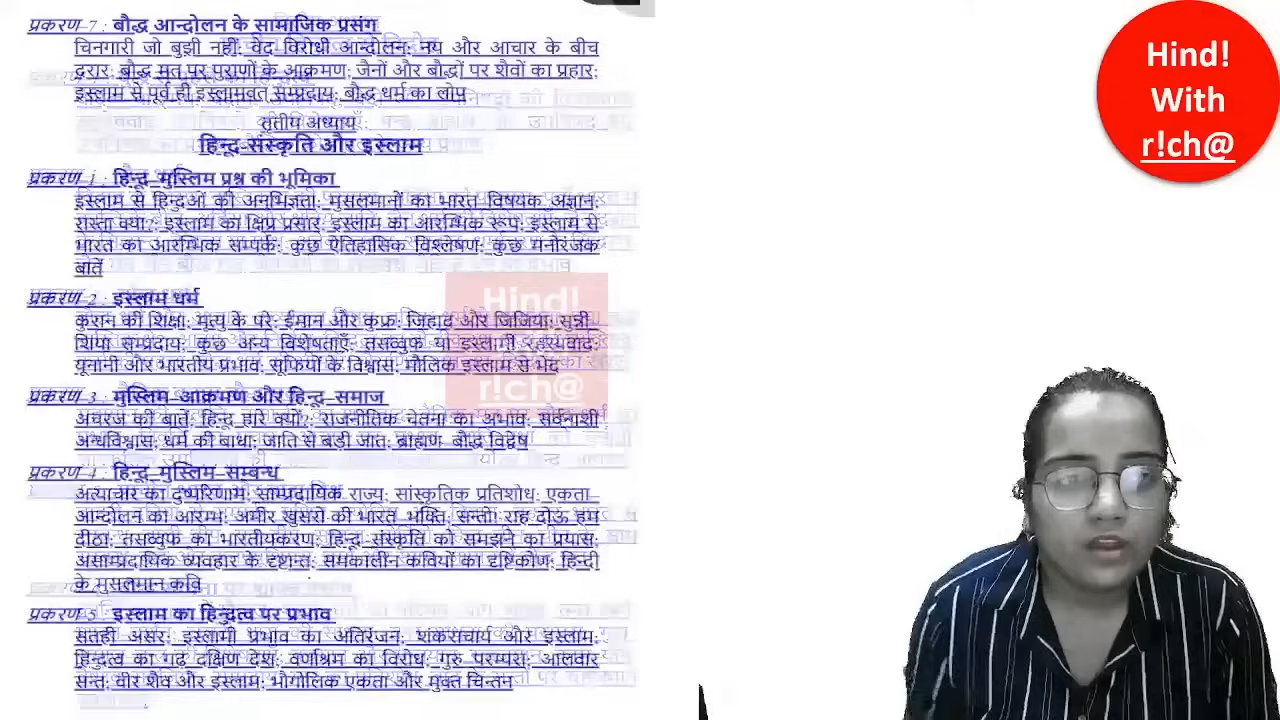 प्रकरण-7 : बौद्ध आन्दोलन के सामाजिक प्रसंग
चिनगारी जो बुझी नहीं; वेद विरोधी आन्दोलन; नय और आचार के बीच
दरार; बौद्ध मत पर पुराणों के आक्रमण; जैनों और बौद्धों पर शैवों का प्रहार;
इस्लाम से पूर्व ही इस्लामवत् सम्प्रदाय; बौद्ध धर्म का लोप
तृतीय अध्याय
हिन्दू-संस्कृति और इस्लाम
प्रकरण-1 : हिन्दू-मुस्लिम प्रश्न की भूमिका
इस्लाम से हिन्दुओं की अनभिज्ञता; मुसलमानों का भारत विषयक अज्ञान;
रास्ता क्या?; इस्लाम का क्षिप्र प्रसार; इस्लाम का आरम्भिक रूप; इस्लाम से
भारत का आरम्भिक सम्पर्क; कुछ ऐतिहासिक विश्लेषण; कुछ मनोरंजक
बातें
प्रकरण-2 : इस्लाम धर्म
कुरान की शिक्षा; मृत्यु के परे; ईमान और कुफ्र; जिहाद और जिजिया; सुन्नी-
शिया सम्प्रदाय; कुछ अन्य विशेषताएँ; तसव्वुफ या इस्लामी रहस्यवाद;
यूनानी और भारतीय प्रभाव; सूफियों के विश्वास; मौलिक इस्लाम से भेद
प्रकरण-3 : मुस्लिम-आक्रमण और हिन्दू-समाज
अचरज की बातें; हिन्दू हारे क्यों?; राजनीतिक चेतना का अभाव; सर्वनाशी
अन्धविश्वास; धर्म की बाधा; जाति से बड़ी जात; ब्राह्मण-बौद्ध विद्वेष
प्रकरण-4 : हिन्दू-मुस्लिम-सम्बन्ध
अत्याचार का दुष्परिणाम; साम्प्रदायिक राज्य; सांस्कृतिक प्रतिशोध; एकता-
आन्दोलन का आरम्भ; अमीर खुसरो की भारत-भक्ति; सन्तो! राह दोऊ हम
दीठा; तसव्वुफ का भारतीयकरण; हिन्दू-संस्कृति को समझने का प्रयास;
असाम्प्रदायिक व्यवहार के दृष्टान्त; समकालीन कवियों का दृष्टिकोण; हिन्दी
के मुसलमान कवि
प्रकरण-5 : इस्लाम का हिन्दुत्व पर प्रभाव
सतही असर; इस्लामी प्रभाव का अतिरंजन; शंकराचार्य और इस्लाम;
हिन्दुत्व का गढ़ दक्षिण देश; वर्णाश्रम का विरोध; गुरु परम्परा; आलवार
सन्त; वीर शैव और इस्लाम; भौगोलिक एकता और मुक्त चिन्तन
Hind!
With
r!ch@
Hind!
r!ch@